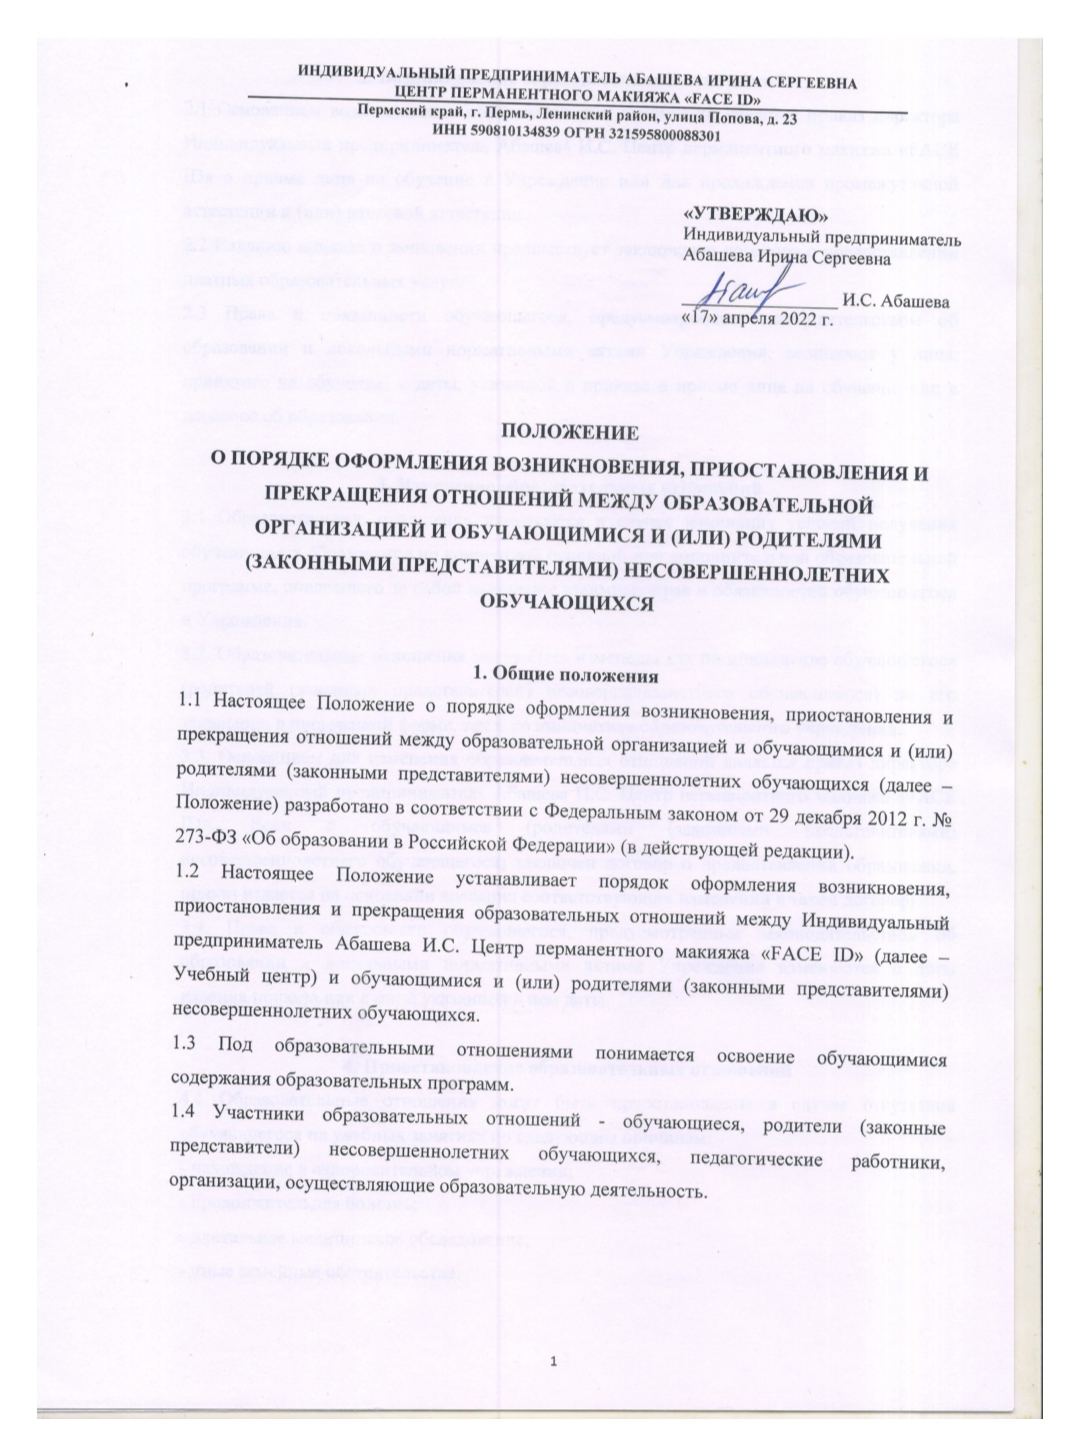 ИНДИВИДУАЛЬНЫЙ ПРЕДПРИНИМАТЕЛЬ АБАШЕВА ИРИНА СЕРГЕЕВНА
ЦЕНТР ПЕРМАНЕНТНОГО МАКИЯЖА «FACE ID»
Пермский край, г. Пермь, Ленинский район, улица Попова, д. 23
ИНН 590810134839 ОГРН 321595800088301
«УТВЕРЖДАЮ»
Индивидуальный предприниматель
Абашева Ирина Сергеевна
И.С. Абашева
«17» апреля 2022 г.
ПОЛОЖЕНИЕ
О ПОРЯДКЕ ОФОРМЛЕНИЯ ВОЗНИКНОВЕНИЯ, ПРИОСТАНОВЛЕНИЯ И
ПРЕКРАЩЕНИЯ ОТНОШЕНИЙ МЕЖДУ ОБРАЗОВАТЕЛЬНОЙ
ОРГАНИЗАЦИЕЙ И ОБУЧАЮЩИМИСЯ И (ИЛИ) РОДИТЕЛЯМИ
(ЗАКОННЫМИ ПРЕДСТАВИТЕЛЯМИ) НЕСОВЕРШЕННОЛЕТНИХ
ОБУЧАЮЩИХСЯ
1. Общие положения
1.1 Настоящее Положение о порядке оформления возникновения, приостановления и
прекращения отношений между образовательной организацией и обучающимися и (или)
родителями (законными представителями) несовершеннолетних обучающихся (далее –
Положение) разработано в соответствии с Федеральным законом от 29 декабря 2012 г. №
273-ФЗ «Об образовании в Российской Федерации» (в действующей редакции).
1.2 Настоящее Положение устанавливает порядок оформления возникновения,
приостановления и прекращения образовательных отношений между Индивидуальный
предприниматель Абашева И.С. Центр перманентного макияжа «FACE ID» (далее –
Учебный центр) и обучающимися и (или) родителями (законными представителями)
несовершеннолетних обучающихся.
1.3 Под образовательными отношениями понимается освоение обучающимися
содержания образовательных программ.
1.4 Участники образовательных отношений - обучающиеся, родители (законные
представители) несовершеннолетних обучающихся, педагогические работники,
организации, осуществляющие образовательную деятельность.
1